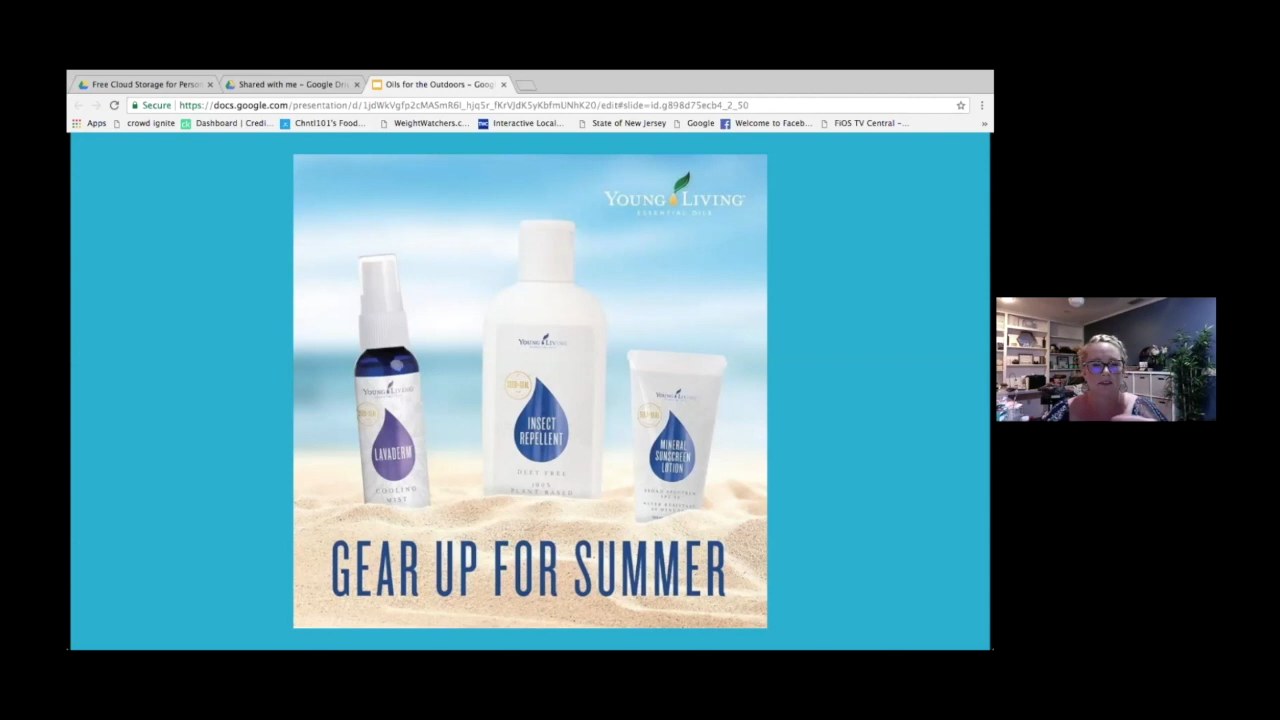 Free Cloud Storage for Person
Shared with me - Google Driv
Oils for the Outdoors - Googl
Secure https://docs.google.com/presentation/d/1jdWkVgfp2cMASmR6l_hjq5r_fKrVJdK5yKbfmUNhK20/edit#slide=id.g898d75ecb4_2_50
Apps crowd ignite Dashboard | Credi... Chntl101's Food... WeightWatchers.c... Interactive Local... State of New Jersey Google Welcome to Faceb... FiOS TV Central -... »
YOUNG LIVING
ESSENTIAL OILS
YOUNG LIVING
LAVADERM
COOLING
MIST
YOUNG LIVING
INSECT
REPELLENT
DEET FREE
100%
PLANT-BASED
YOUNG LIVING
MINERAL
SUNSCREEN
LOTION
GEAR UP FOR SUMMER